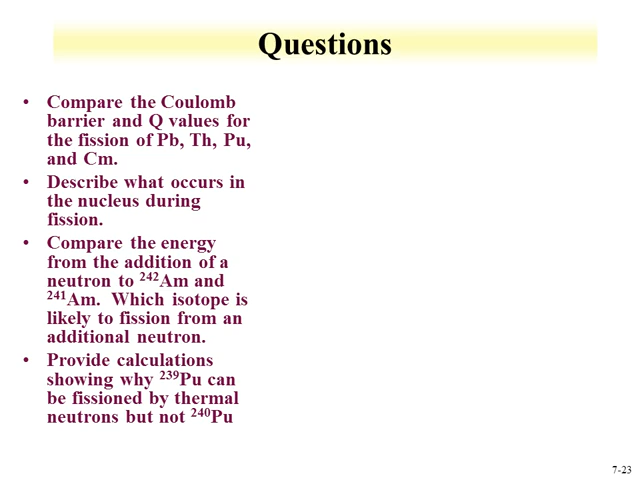 Questions
• Compare the Coulomb
barrier and Q values for
the fission of Pb, Th, Pu,
and Cm.
• Describe what occurs in
the nucleus during
fission.
• Compare the energy
from the addition of a
neutron to ²⁴²Am and
²⁴¹Am. Which isotope is
likely to fission from an
additional neutron.
• Provide calculations
showing why ²³⁹Pu can
be fissioned by thermal
neutrons but not ²⁴⁰Pu
7-23